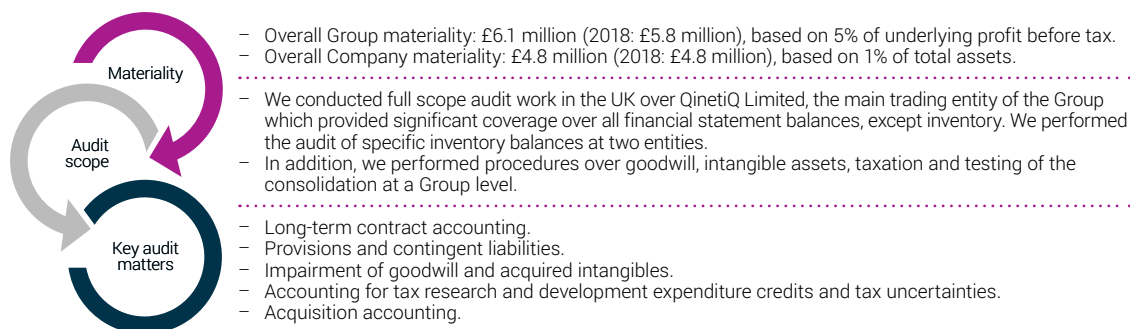 Materiality
– Overall Group materiality: £6.1 million (2018: £5.8 million), based on 5% of underlying profit before tax.
– Overall Company materiality: £4.8 million (2018: £4.8 million), based on 1% of total assets.
Audit
scope
– We conducted full scope audit work in the UK over QinetiQ Limited, the main trading entity of the Group
which provided significant coverage over all financial statement balances, except inventory. We performed
the audit of specific inventory balances at two entities.
– In addition, we performed procedures over goodwill, intangible assets, taxation and testing of the
consolidation at a Group level.
Key audit
matters
– Long-term contract accounting.
– Provisions and contingent liabilities.
– Impairment of goodwill and acquired intangibles.
– Accounting for tax research and development expenditure credits and tax uncertainties.
– Acquisition accounting.